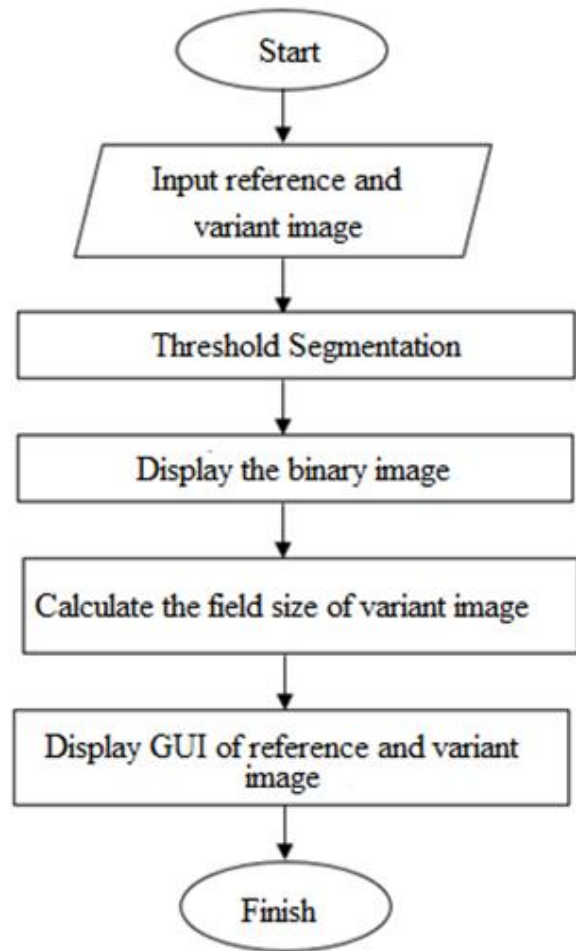 Start
Input reference and
variant image
Threshold Segmentation
Display the binary image
Calculate the field size of variant image
Display GUI of reference and variant
image
Finish